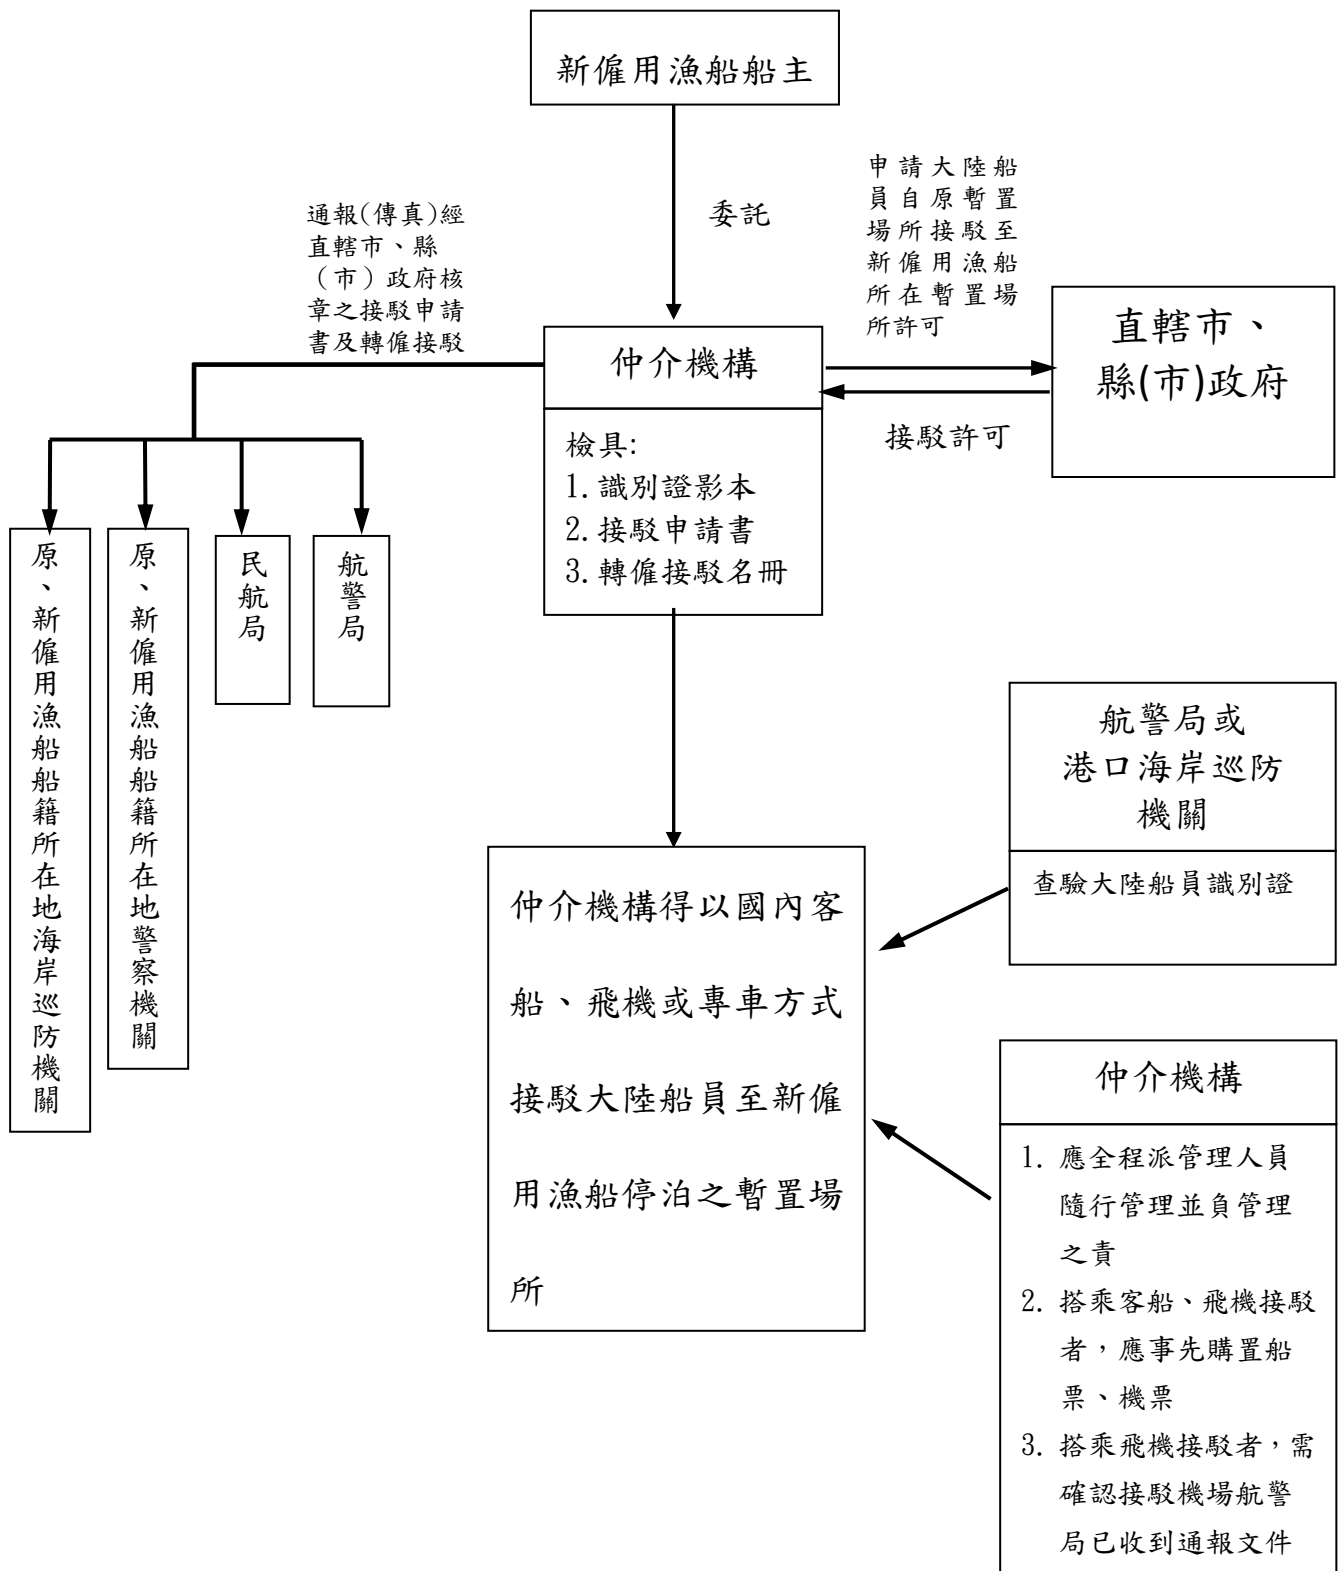 新僱用漁船船主
委託
通報(傳真)經
直轄市、縣
（市）政府核
章之接駁申請
書及轉僱接駁
申請大陸船
員自原暫置
場所接駁至
新僱用漁船
所在暫置場
所許可
仲介機構
檢具:
1.識別證影本
2.接駁申請書
3.轉僱接駁名冊
直轄市、
縣(市)政府
接駁許可
原、新僱用漁船船籍所在地海岸巡防機關
原、新僱用漁船船籍所在地警察機關
民航局
航警局
航警局或
港口海岸巡防
機關
查驗大陸船員識別證
仲介機構得以國內客
船、飛機或專車方式
接駁大陸船員至新僱
用漁船停泊之暫置場
所
仲介機構
1. 應全程派管理人員
隨行管理並負管理
之責
2. 搭乘客船、飛機接駁
者，應事先購置船
票、機票
3. 搭乘飛機接駁者，需
確認接駁機場航警
局已收到通報文件